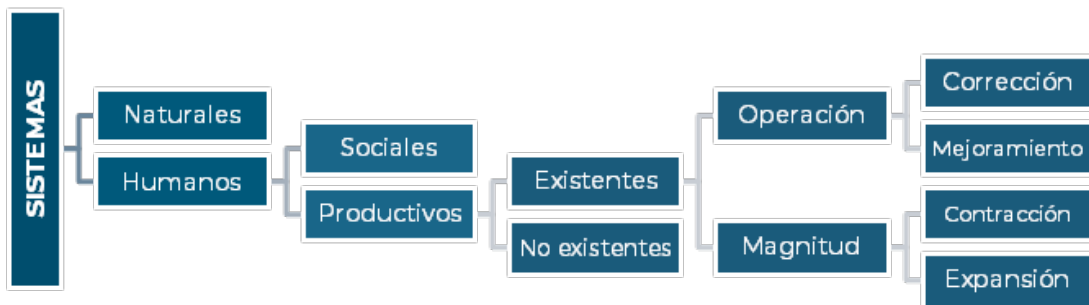 SISTEMAS
Naturales
Humanos
Sociales
Productivos
Existentes
No existentes
Operación
Magnitud
Corrección
Mejoramiento
Contracción
Expansión